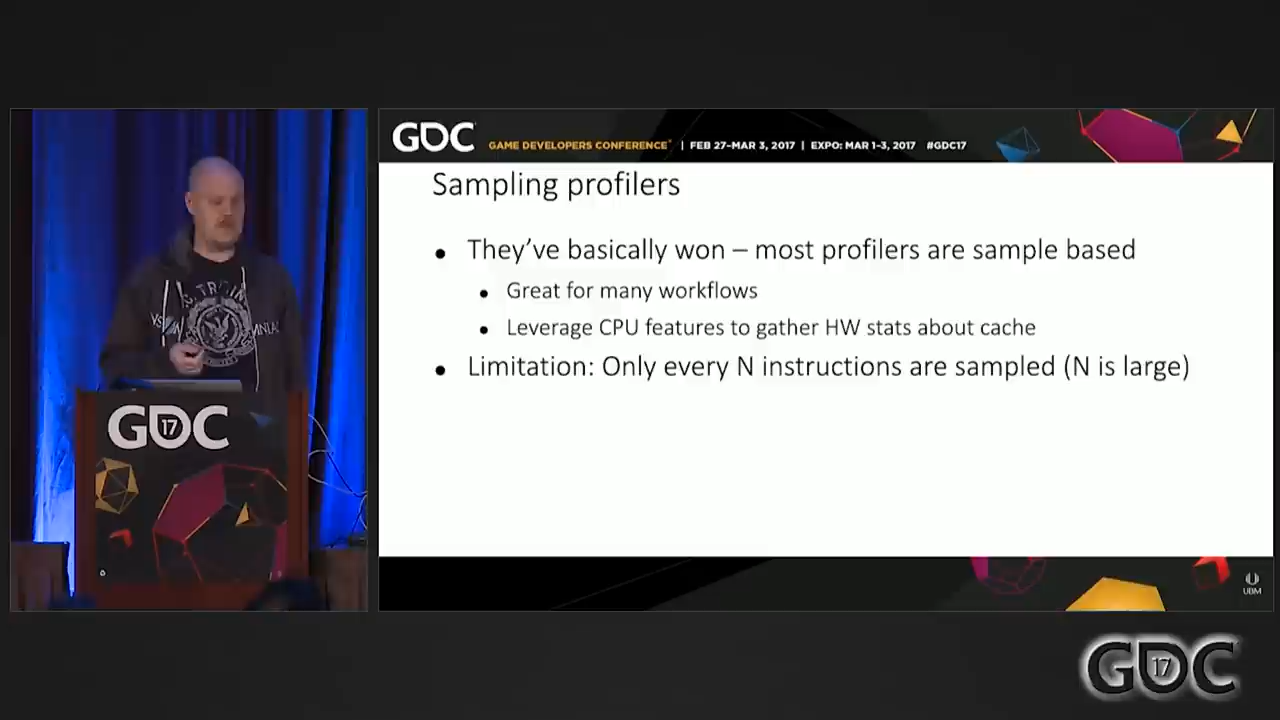 GDC
GAME DEVELOPERS CONFERENCE | FEB 27-MAR 3, 2017 | EXPO: MAR 1-3, 2017 #GDC17
Sampling profilers
They've basically won – most profilers are sample based
Great for many workflows
Leverage CPU features to gather HW stats about cache
Limitation: Only every N instructions are sampled (N is large)
GDC
17
UBM
GDC
17